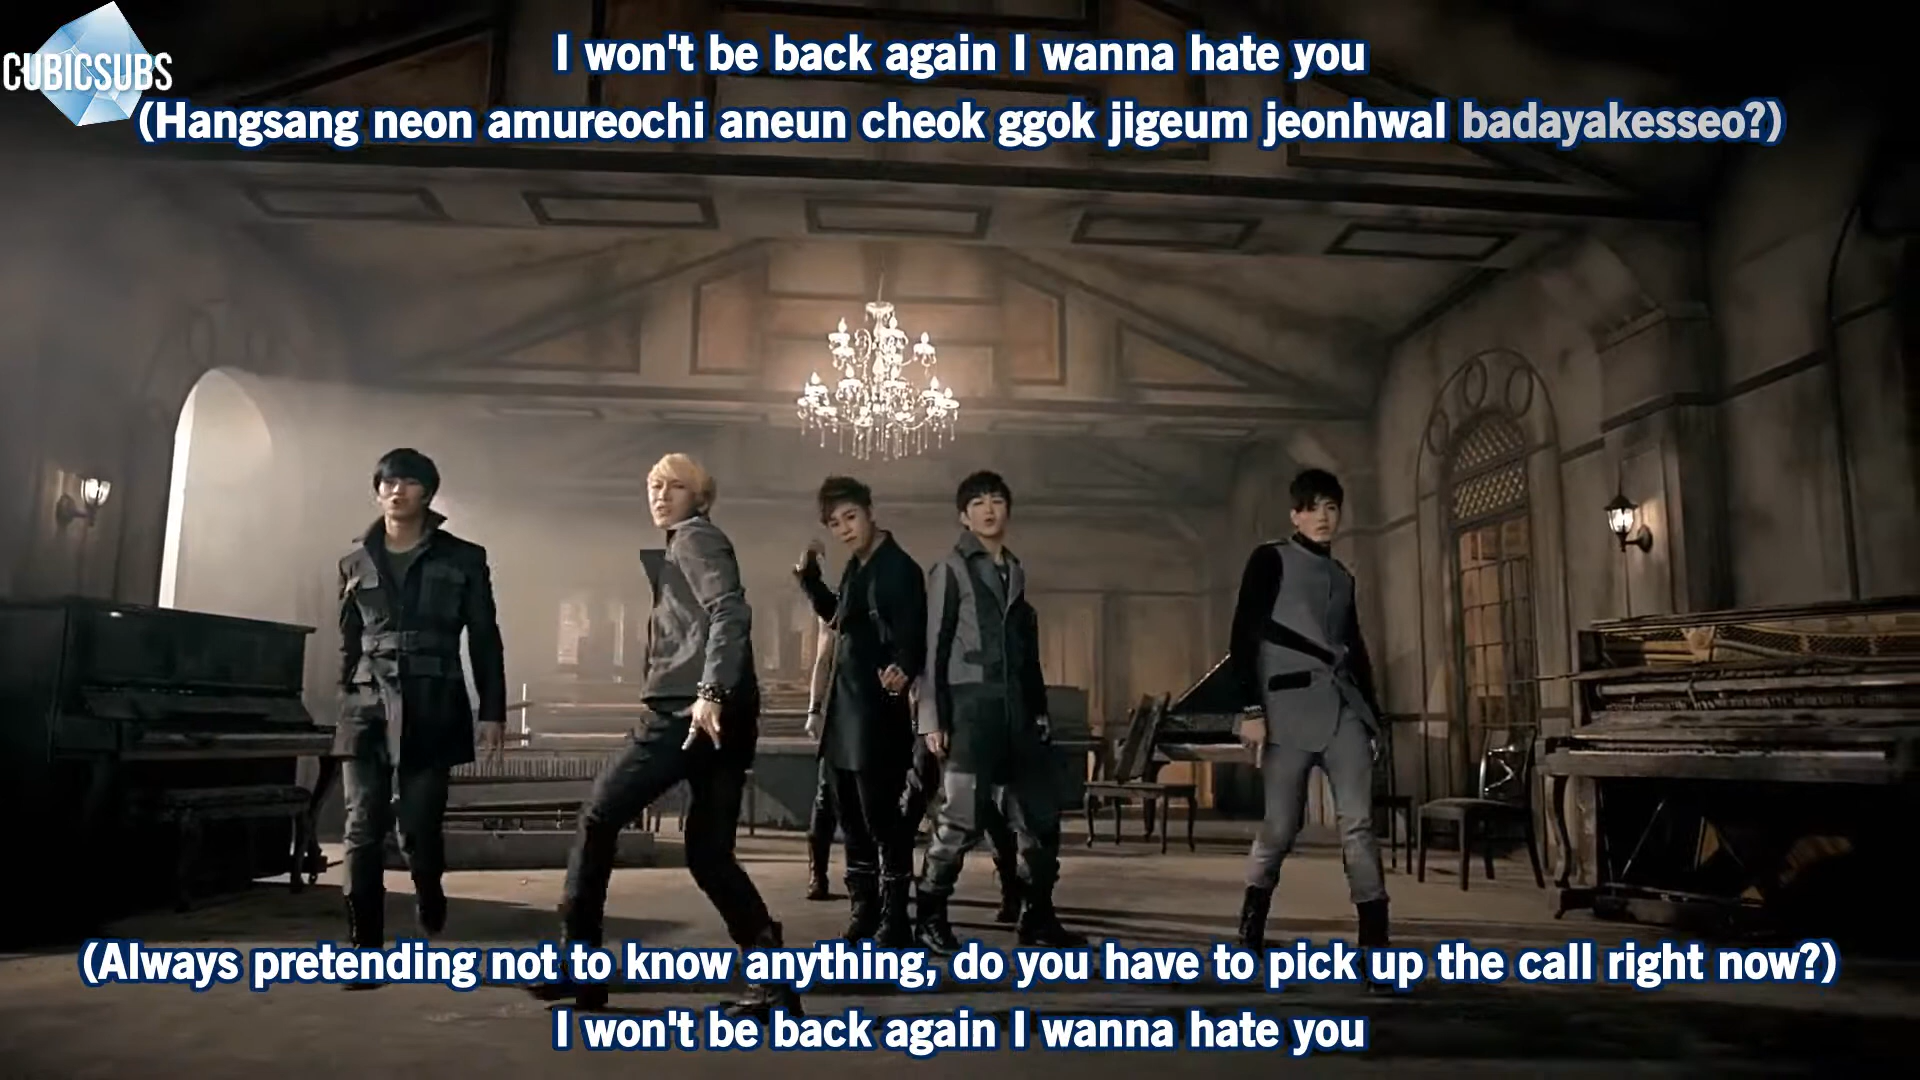 CUBICSUBS
I won't be back again I wanna hate you
(Hangsang neon amureochi aneun cheok ggok jigeum jeonhwal badayakesseo?)
(Always pretending not to know anything, do you have to pick up the call right now?)
I won't be back again I wanna hate you